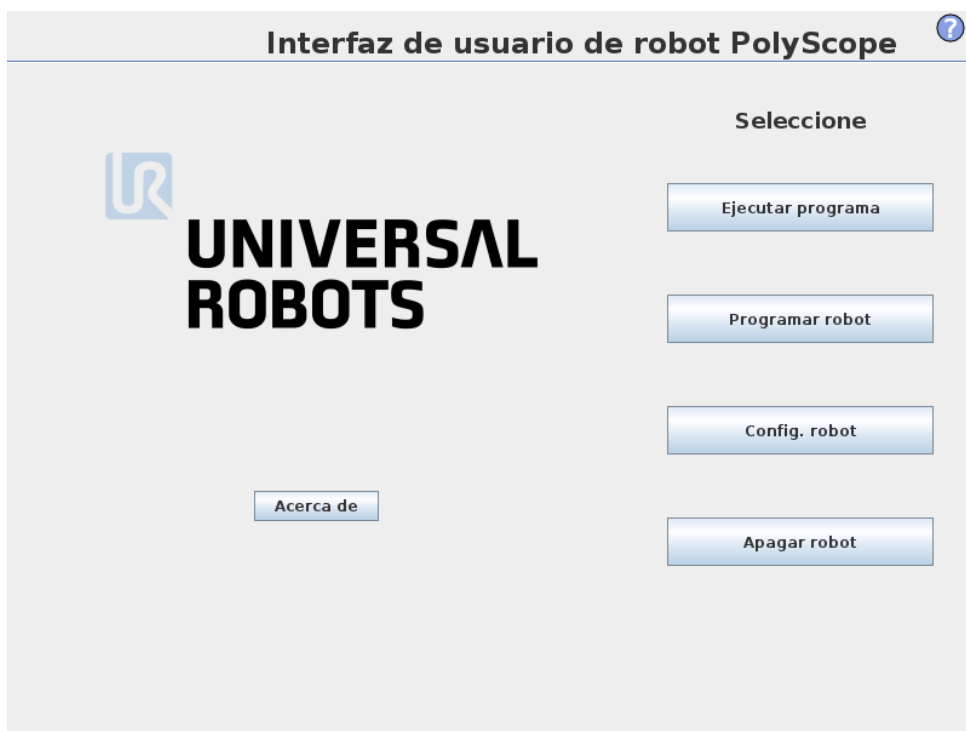 Interfaz de usuario de robot PolyScope
?
Seleccione
UR
UNIVERSAL
ROBOTS
Ejecutar programa
Programar robot
Config. robot
Acerca de
Apagar robot